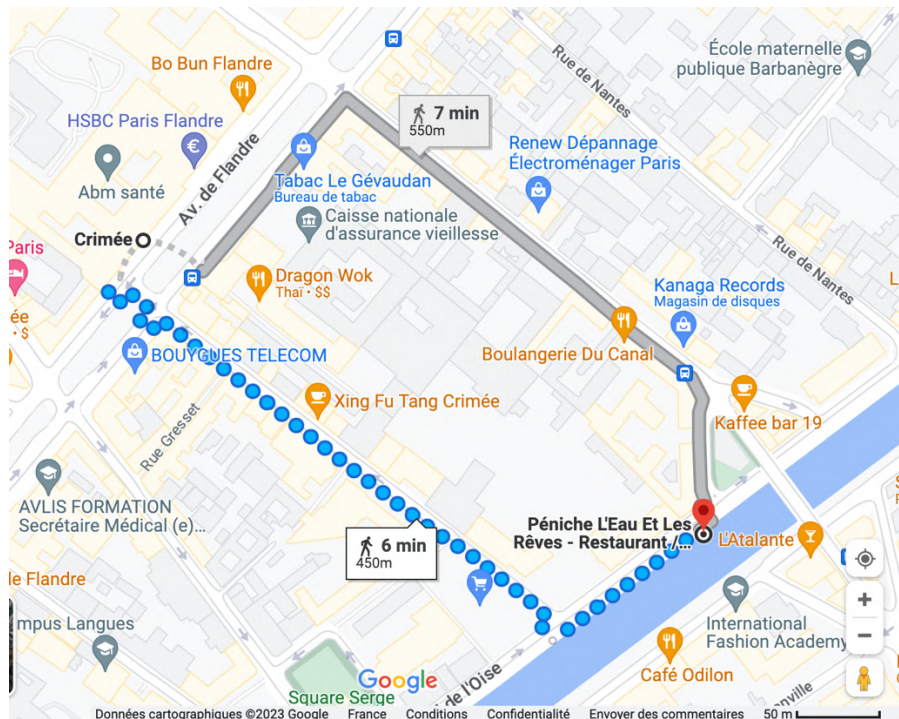 École maternelle
publique Barbanègre
Bo Bun Flandre
Rue de Nantes
7 min
550m
HSBC Paris Flandre
€
Renew Dépannage
Électroménager Paris
Av. de Flandre
Abm santé
Tabac Le Gévaudan
Bureau de tabac
Caisse nationale
d'assurance vieillesse
Crimée
Paris
Rue de Nantes
Dragon Wok
Thaï • $$
Kanaga Records
Magasin de disques
ée
• $
BOUYGUES TELECOM
Boulangerie Du Canal
Xing Fu Tang Crimée
Kaffee bar 19
Rue Gresset
AVLIS FORMATION
Secrétaire Médical (e)...
Péniche L'Eau Et Les
Rêves - Restaurant /...
L'Atalante
6 min
450m
le Flandre
mpus Langues
International
Fashion Academy
Café Odilon
Google
Square Serge
de l'Oise
Données cartographiques ©2023 Google France Conditions Confidentialité Envoyer des commentaires 50 m